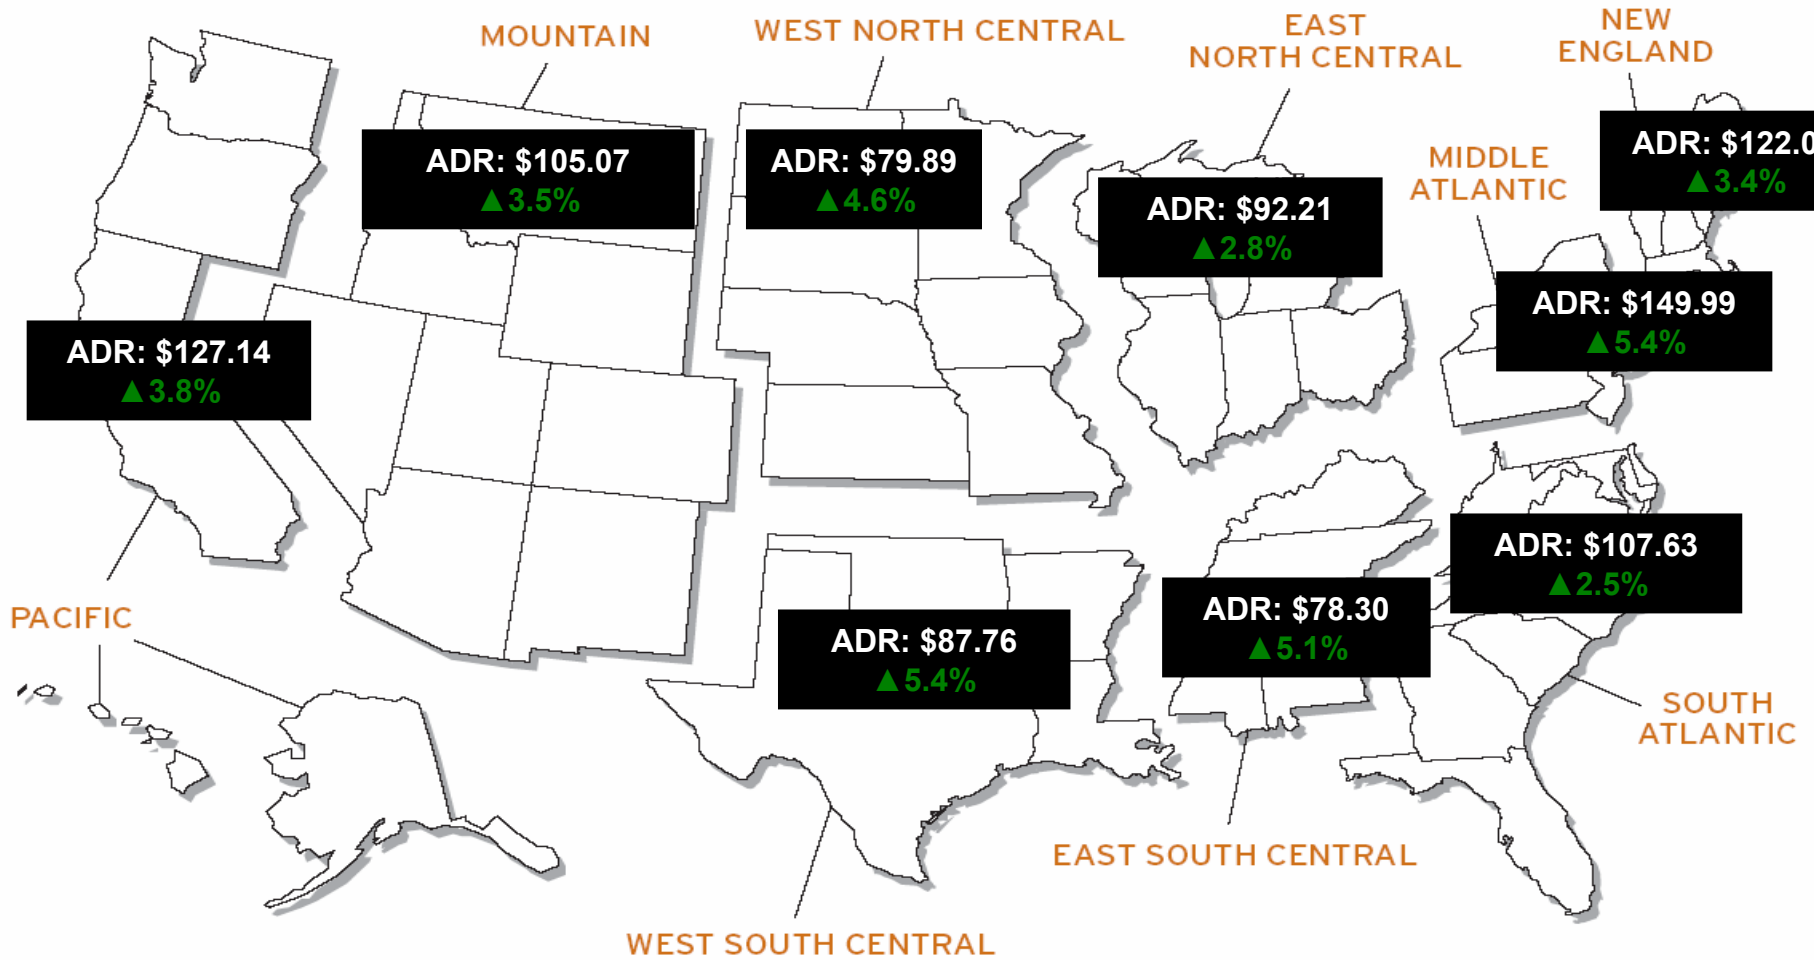 MOUNTAIN
WEST NORTH CENTRAL
EAST
NORTH CENTRAL
NEW
ENGLAND
MIDDLE
ATLANTIC
ADR: $105.07
▲3.5%
ADR: $79.89
▲4.6%
ADR: $92.21
▲2.8%
ADR: $122.0
▲3.4%
ADR: $149.99
▲5.4%
ADR: $127.14
▲3.8%
ADR: $107.63
▲2.5%
ADR: $78.30
▲5.1%
ADR: $87.76
▲5.4%
PACIFIC
SOUTH
ATLANTIC
EAST SOUTH CENTRAL
WEST SOUTH CENTRAL